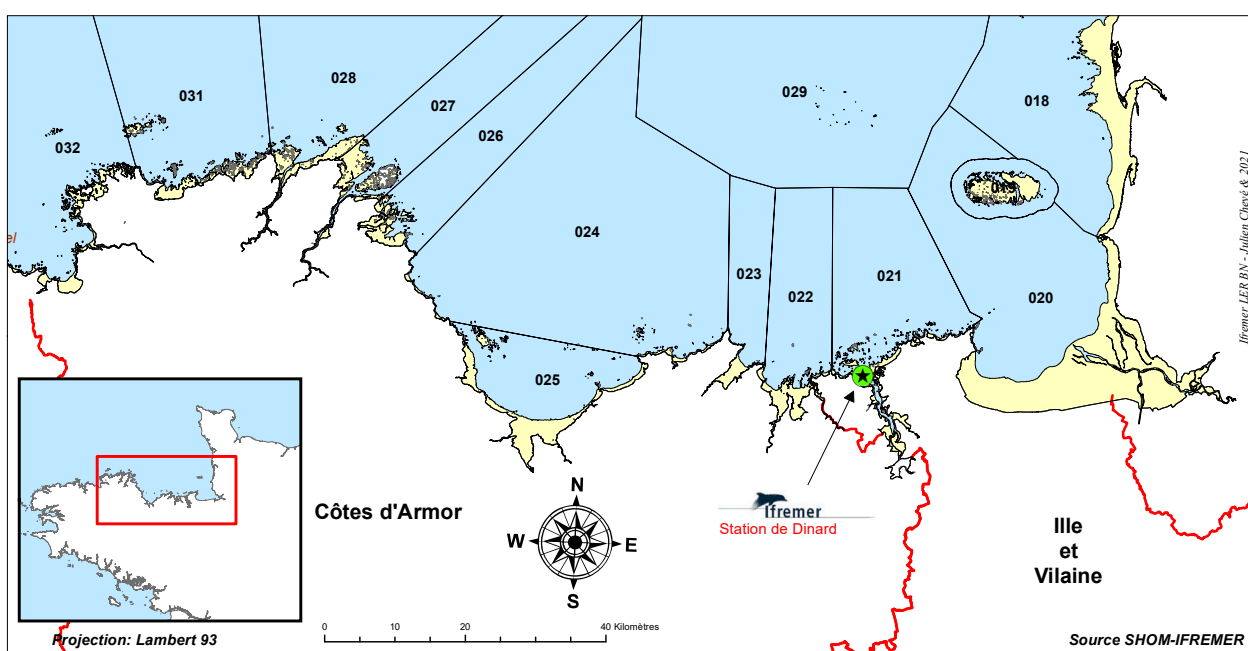 028
031
027
029
018
026
032
el
024
023
021
022
020
025
Ifremer LER BN - Julien Chevé & 2021
Ifremer
Station de Dinard
Côtes d'Armor
N
W
E
S
Ille
et
Vilaine
0 10 20 40 Kilomètres
Projection: Lambert 93
Source SHOM-IFREMER